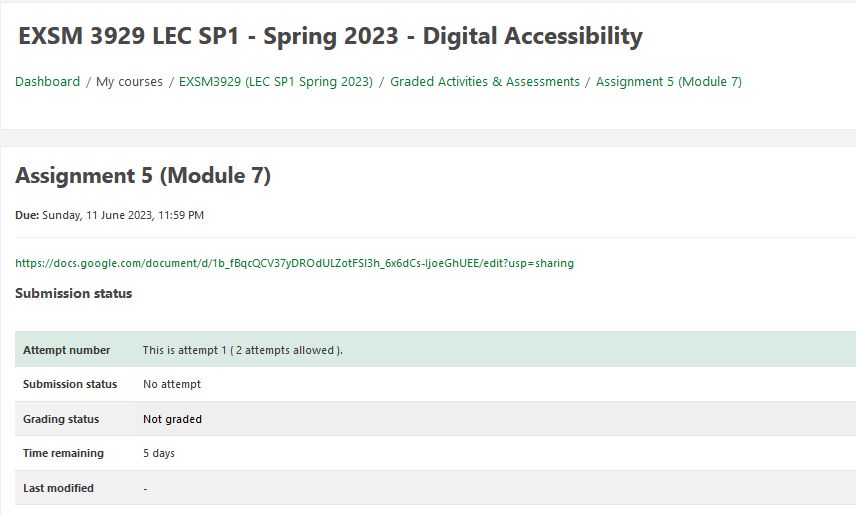 EXSM 3929 LEC SP1 - Spring 2023 - Digital Accessibility
Dashboard / My courses / EXSM3929 (LEC SP1 Spring 2023) / Graded Activities & Assessments / Assignment 5 (Module 7)
Assignment 5 (Module 7)
Due: Sunday, 11 June 2023, 11:59 PM
https://docs.google.com/document/d/1b_fBqcQCV37yDROdULZotFSI3h_6x6dCs-IjoeGhUEE/edit?usp=sharing
Submission status
Attempt number This is attempt 1 ( 2 attempts allowed ).
Submission status No attempt
Grading status Not graded
Time remaining 5 days
Last modified -